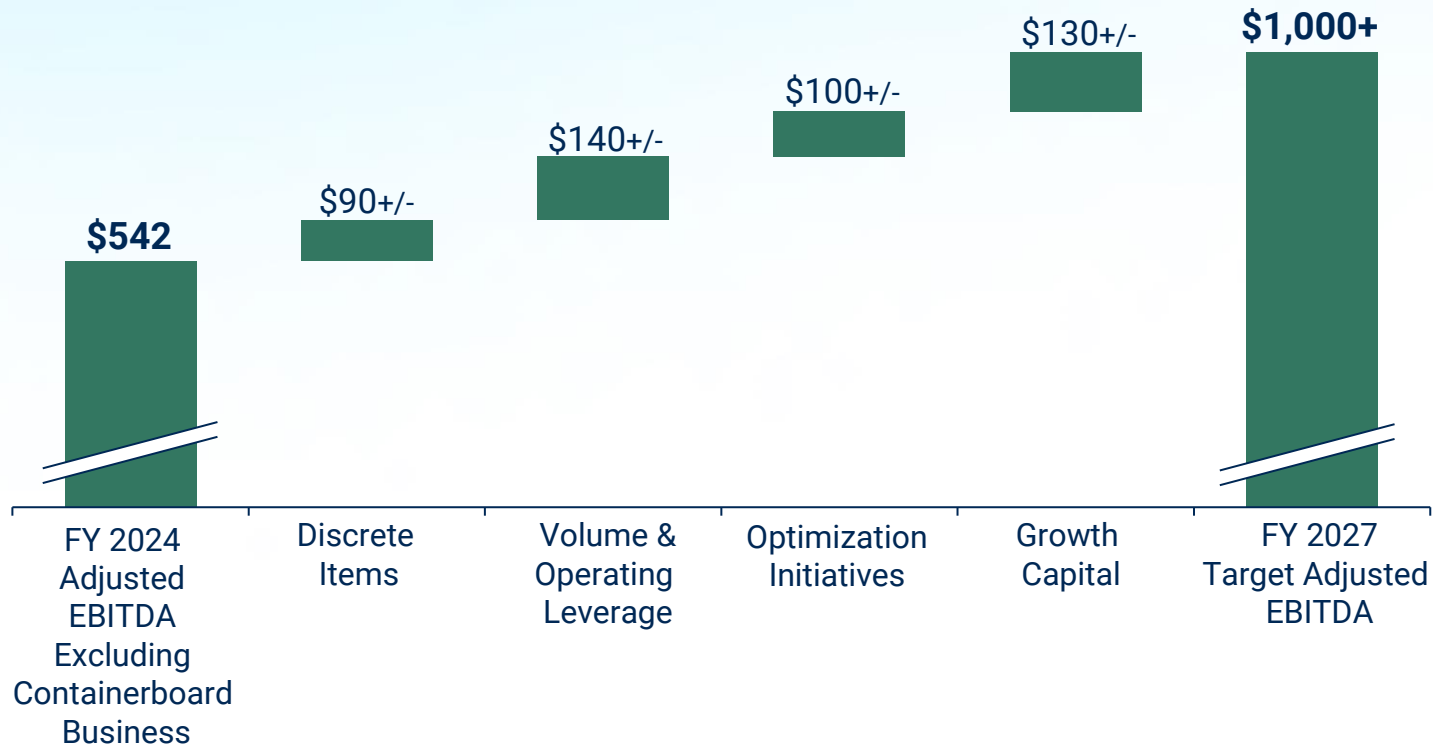 $542
$90+/-
$140+/-
$100+/-
$130+/-
$1,000+
FY 2024
Adjusted
EBITDA
Excluding
Containerboard
Business
Discrete
Items
Volume &
Operating
Leverage
Optimization
Initiatives
Growth
Capital
FY 2027
Target Adjusted
EBITDA